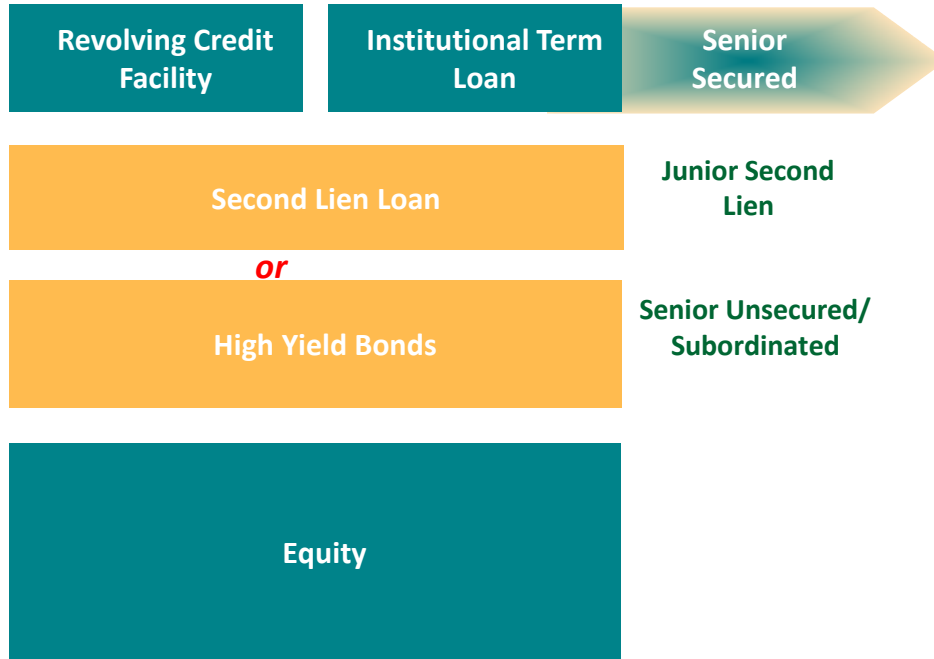 Revolving Credit
Facility
Institutional Term
Loan
Senior
Secured
Second Lien Loan
Junior Second
Lien
or
High Yield Bonds
Senior Unsecured/
Subordinated
Equity